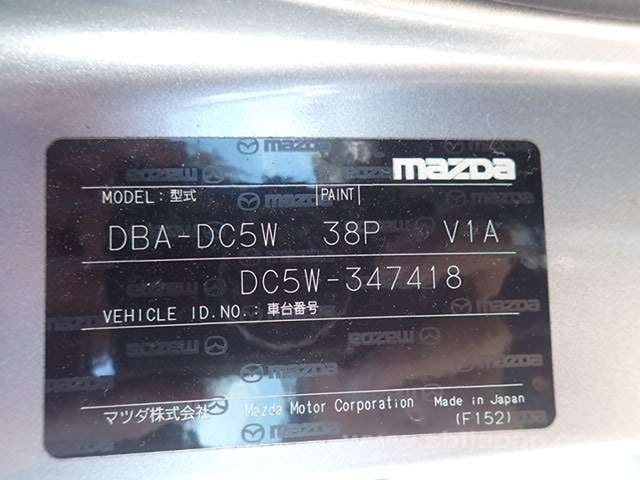 mazda
MODEL: 型式 PAINT
DBA-DC5W 38P V1A
DC5W-347418
VEHICLE ID.NO.: 車台番号
マツダ株式会社 Mazda Motor Corporation Made in Japan
(F152)